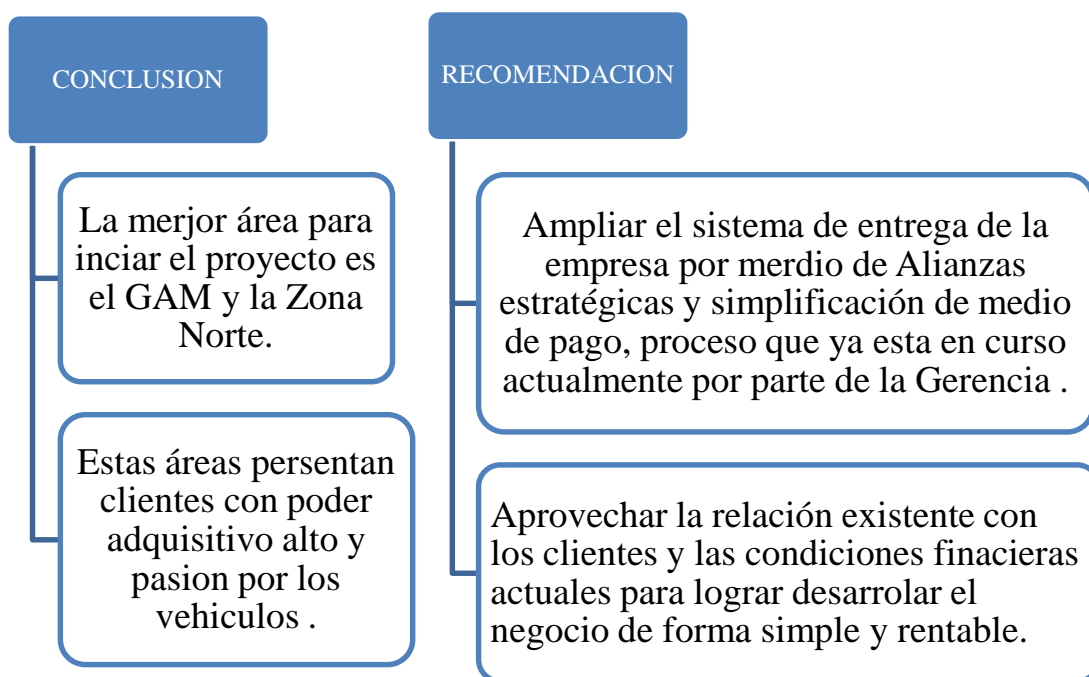 CONCLUSION
La merjor área para
inciar el proyecto es
el GAM y la Zona
Norte.
Estas áreas persentan
clientes con poder
adquisitivo alto y
pasion por los
vehiculos .
RECOMENDACION
Ampliar el sistema de entrega de la
empresa por merdio de Alianzas
estratégicas y simplificación de medio
de pago, proceso que ya esta en curso
actualmente por parte de la Gerencia .
Aprovechar la relación existente con
los clientes y las condiciones finacieras
actuales para lograr desarrolar el
negocio de forma simple y rentable.